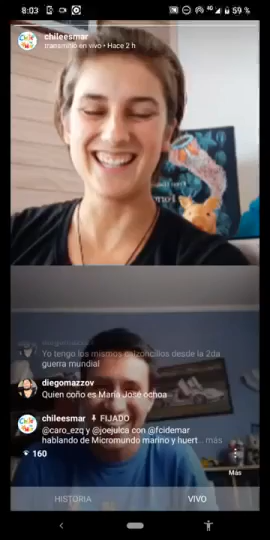 8:03
4G
59 %
chileesmar
transmitió en vivo • Hace 2 h
Yo tengo los mismos calzoncillos desde la 2da
guerra mundial
diegomazzov
Quien coño es María José ochoa
chileesmar FIJADO
@caro_ezq y @joejulca con @fcidemar
hablando de Micromundo marino y huert... más
160
Más
HISTORIA
VIVO